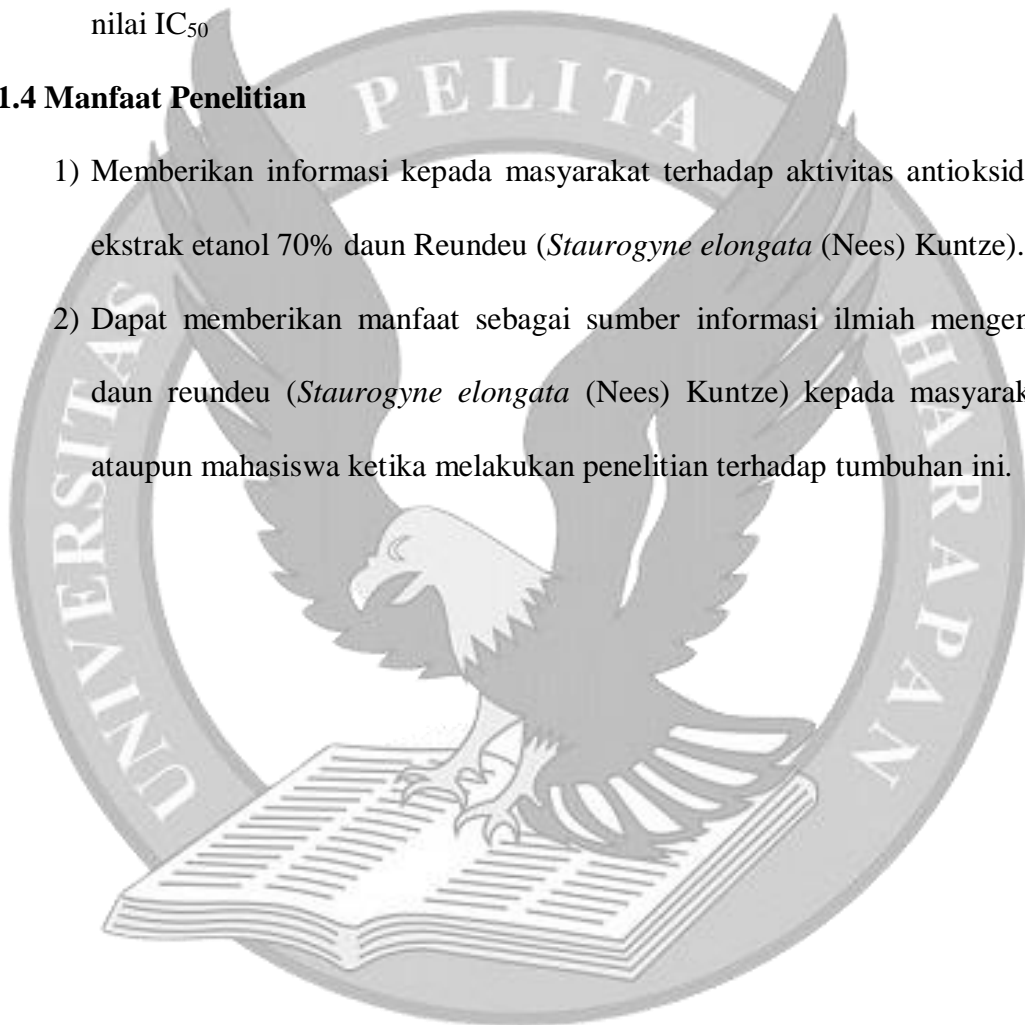 nilai IC₅₀
1.4 Manfaat Penelitian
1) Memberikan informasi kepada masyarakat terhadap aktivitas antioksid
ekstrak etanol 70% daun Reundeu (Staurogyne elongata (Nees) Kuntze).
2) Dapat memberikan manfaat sebagai sumber informasi ilmiah mengen
daun reundeu (Staurogyne elongata (Nees) Kuntze) kepada masyarak
ataupun mahasiswa ketika melakukan penelitian terhadap tumbuhan ini.
UNIVERSITAS PELITA HARAPAN